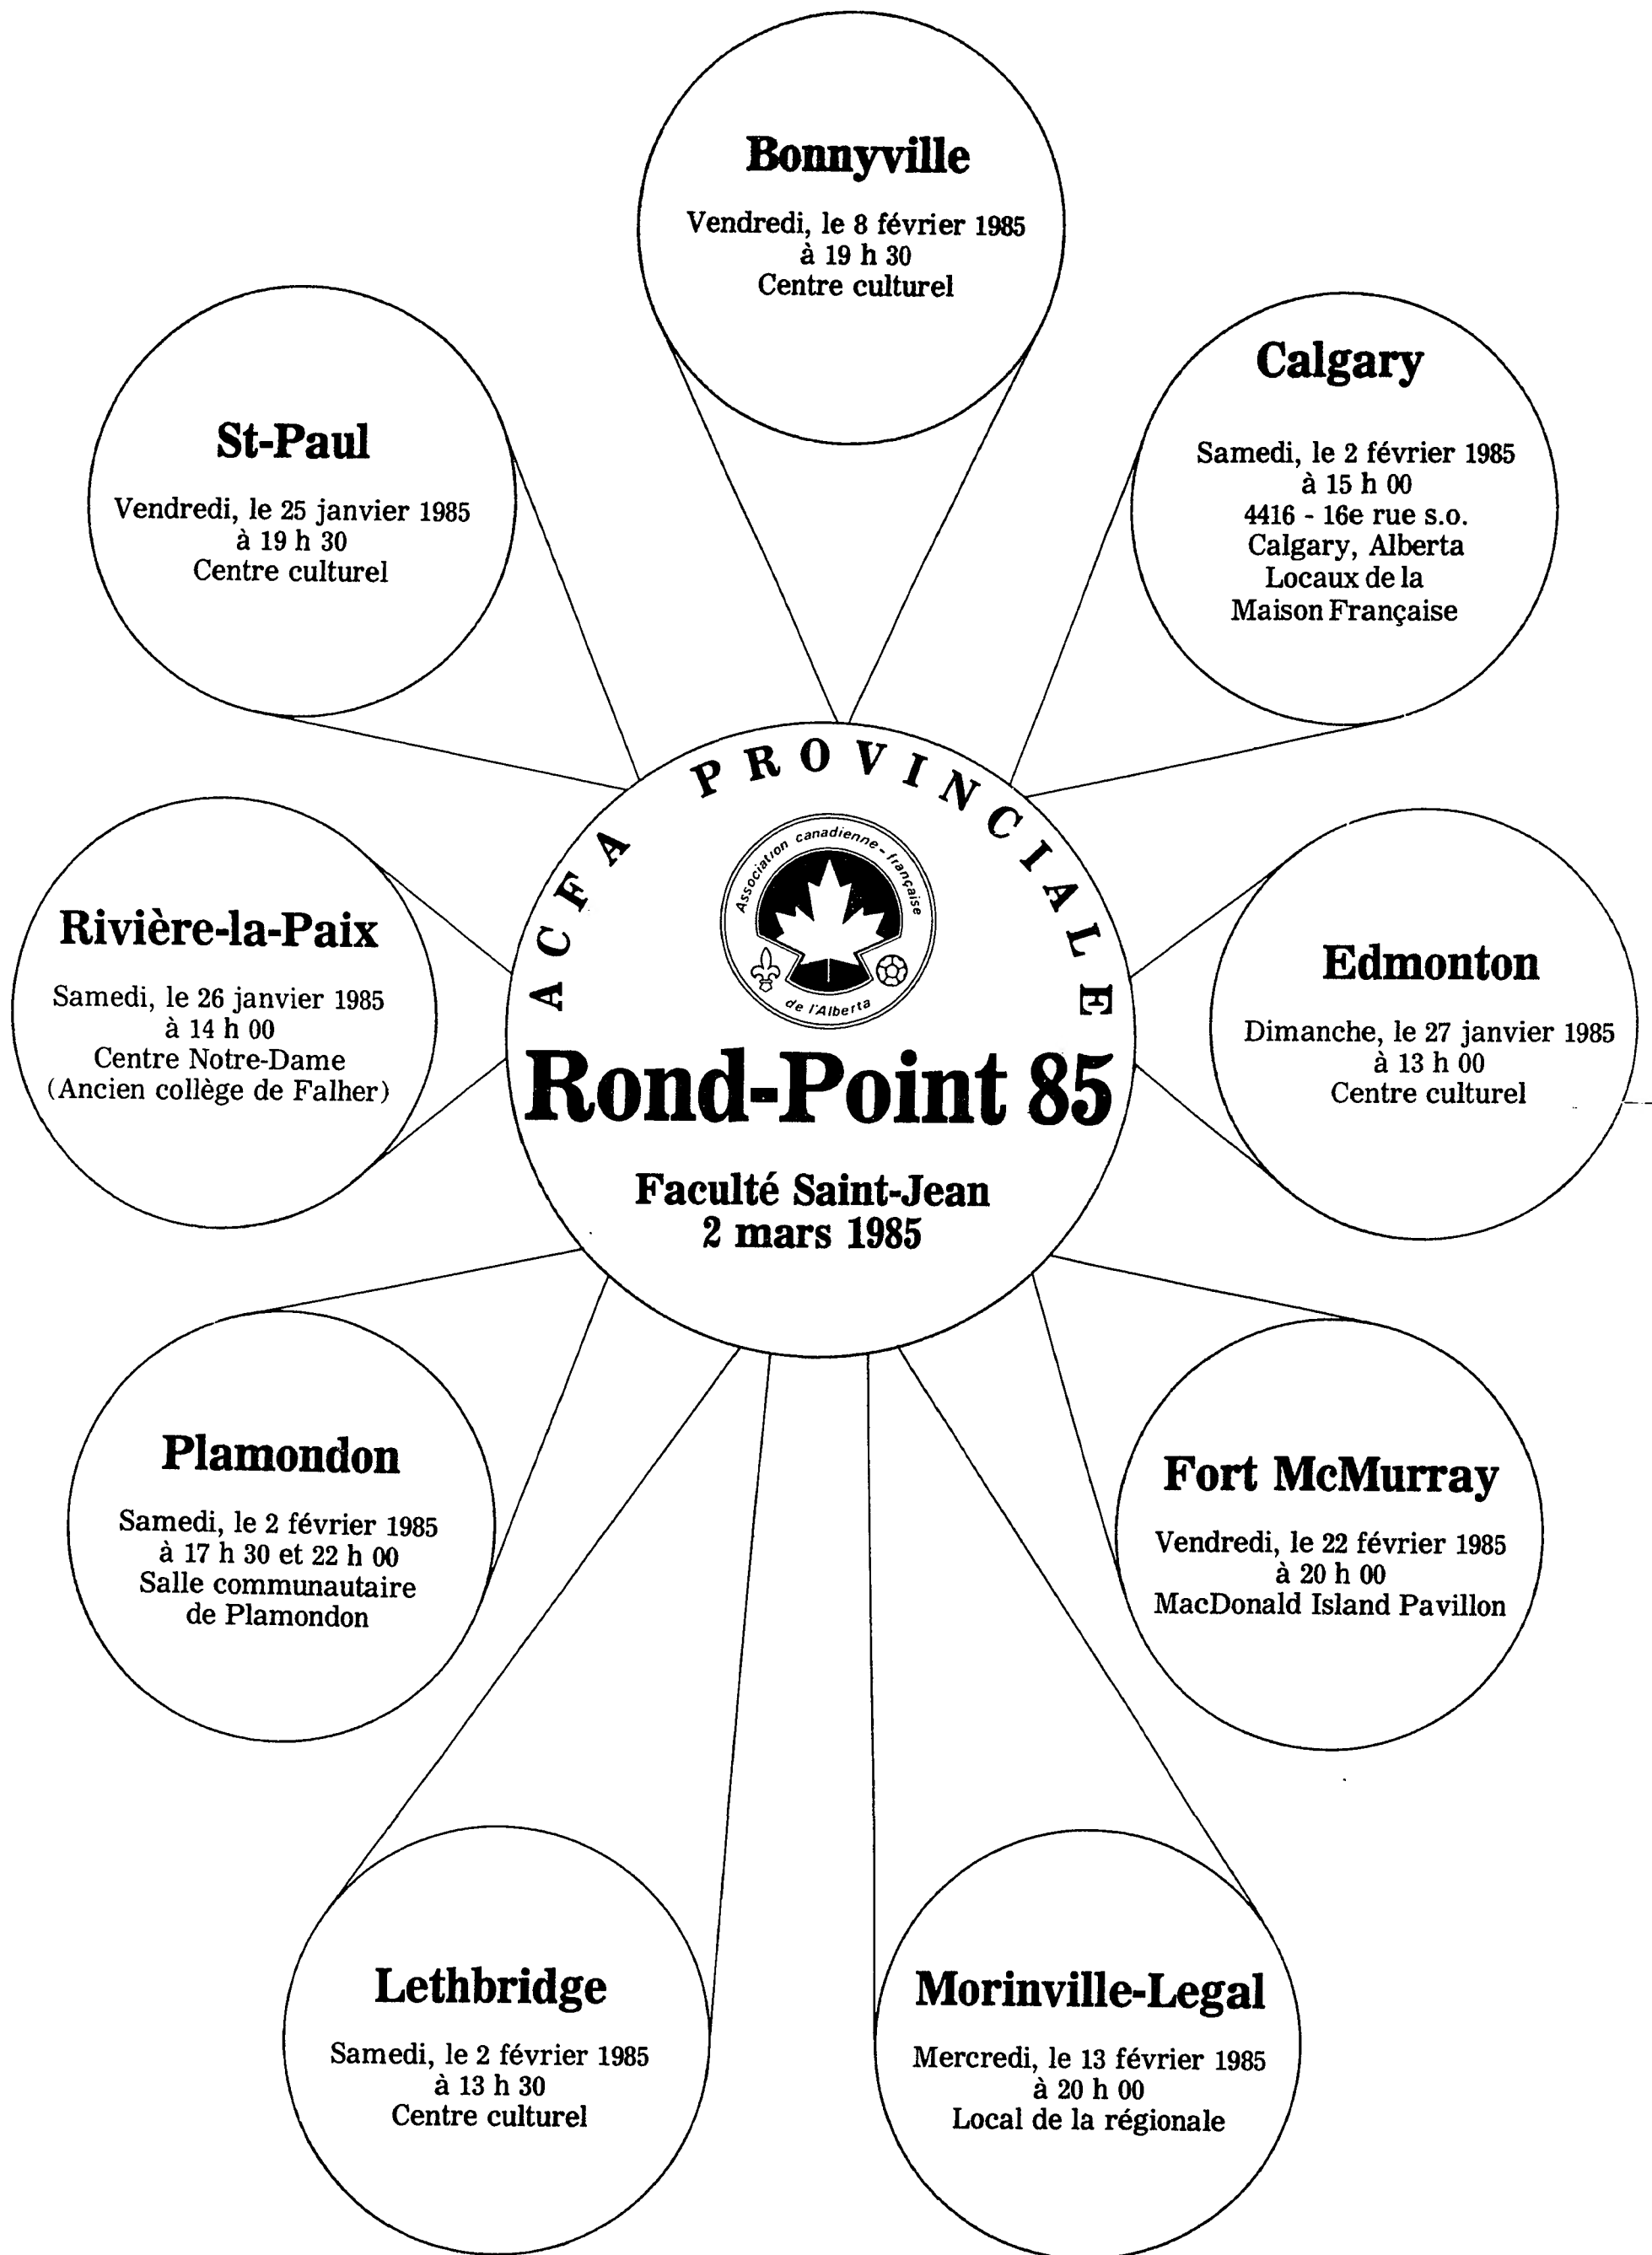 Bonnyville
Vendredi, le 8 février 1985
à 19 h 30
Centre culturel
Calgary
Samedi, le 2 février 1985
à 15 h 00
4416 - 16e rue s.o.
Calgary, Alberta
Locaux de la
Maison Française
St-Paul
Vendredi, le 25 janvier 1985
à 19 h 30
Centre culturel
ACFA PROVINCIALE
Association canadienne-française
de l'Alberta
Rond-Point 85
Faculté Saint-Jean
2 mars 1985
Rivière-la-Paix
Samedi, le 26 janvier 1985
à 14 h 00
Centre Notre-Dame
(Ancien collège de Falher)
Edmonton
Dimanche, le 27 janvier 1985
à 13 h 00
Centre culturel
Plamondon
Samedi, le 2 février 1985
à 17 h 30 et 22 h 00
Salle communautaire
de Plamondon
Fort McMurray
Vendredi, le 22 février 1985
à 20 h 00
MacDonald Island Pavillon
Lethbridge
Samedi, le 2 février 1985
à 13 h 30
Centre culturel
Morinville-Legal
Mercredi, le 13 février 1985
à 20 h 00
Local de la régionale